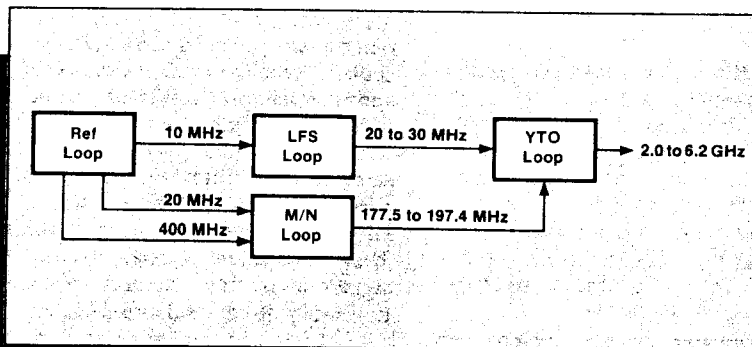 Ref
Loop
10 MHz
LFS
Loop
20 to 30 MHz
YTO
Loop
2.0 to 6.2 GHz
20 MHz
400 MHz
M/N
Loop
177.5 to 197.4 MHz